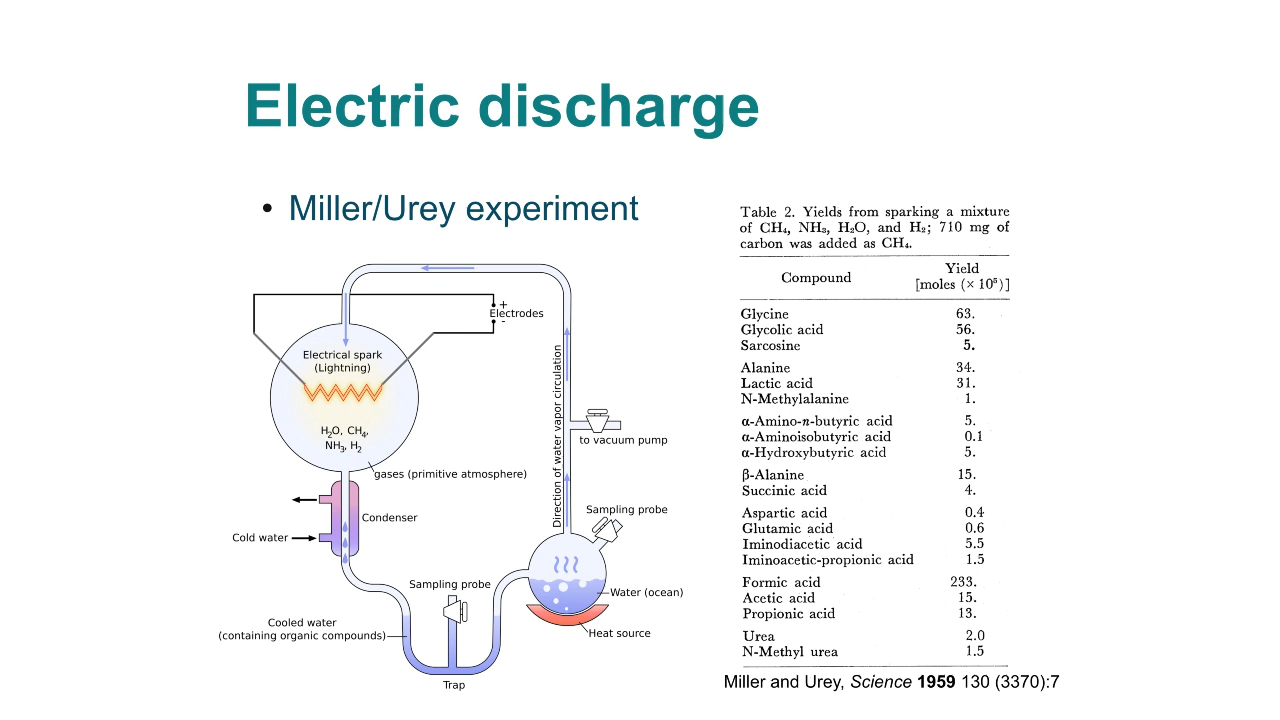 Electric discharge
• Miller/Urey experiment
+
Electrodes
-
Electrical spark
(Lightning)
H₂O, CH₄,
NH₃, H₂
gases (primitive atmosphere)
Direction of water vapor circulation
to vacuum pump
Condenser
Cold water
Sampling probe
Sampling probe
Water (ocean)
Heat source
Cooled water
(containing organic compounds)
Trap
Table 2. Yields from sparking a mixture
of CH₄, NH₃, H₂O, and H₂; 710 mg of
carbon was added as CH₄.
Compound Yield
[moles (× 10⁵)]
Glycine 63.
Glycolic acid 56.
Sarcosine 5.
Alanine 34.
Lactic acid 31.
N-Methylalanine 1.
α-Amino-n-butyric acid 5.
α-Aminoisobutyric acid 0.1
α-Hydroxybutyric acid 5.
β-Alanine 15.
Succinic acid 4.
Aspartic acid 0.4
Glutamic acid 0.6
Iminodiacetic acid 5.5
Iminoacetic-propionic acid 1.5
Formic acid 233.
Acetic acid 15.
Propionic acid 13.
Urea 2.0
N-Methyl urea 1.5
Miller and Urey, Science 1959 130 (3370):7